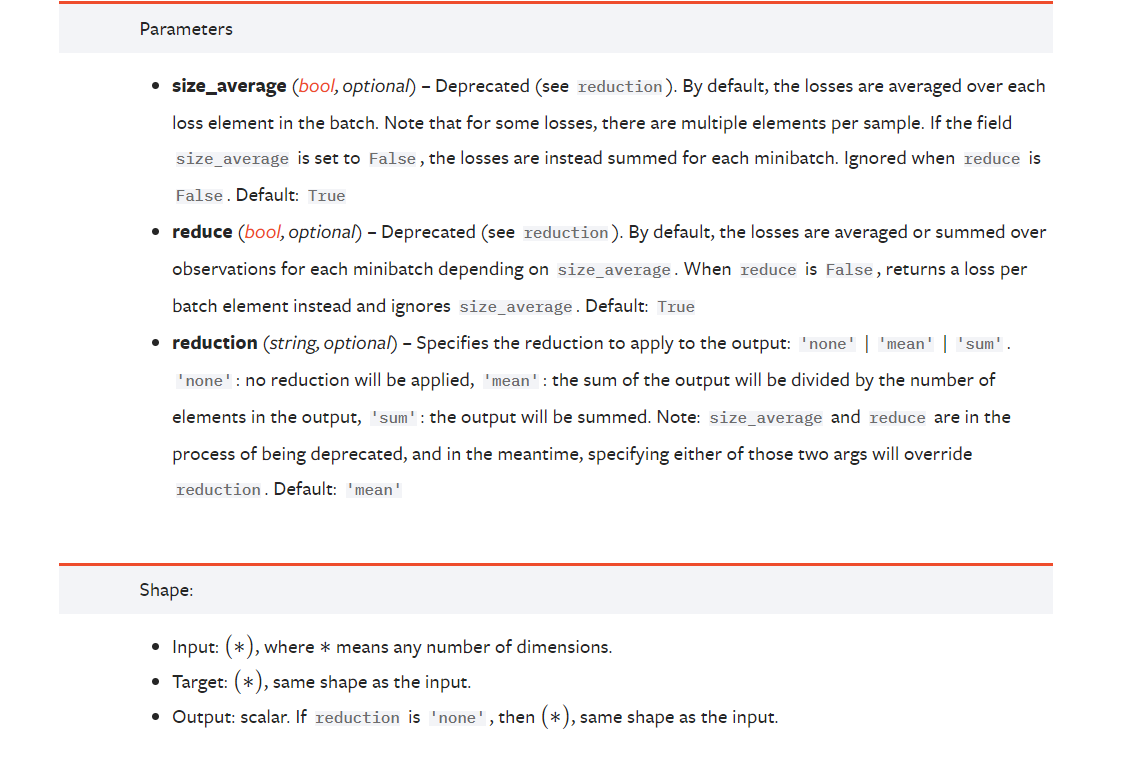 Parameters
• size_average (bool, optional) – Deprecated (see reduction). By default, the losses are averaged over each
loss element in the batch. Note that for some losses, there are multiple elements per sample. If the field
size_average is set to False, the losses are instead summed for each minibatch. Ignored when reduce is
False. Default: True
• reduce (bool, optional) – Deprecated (see reduction). By default, the losses are averaged or summed over
observations for each minibatch depending on size_average. When reduce is False, returns a loss per
batch element instead and ignores size_average. Default: True
• reduction (string, optional) – Specifies the reduction to apply to the output: 'none' | 'mean' | 'sum'.
'none': no reduction will be applied, 'mean': the sum of the output will be divided by the number of
elements in the output, 'sum': the output will be summed. Note: size_average and reduce are in the
process of being deprecated, and in the meantime, specifying either of those two args will override
reduction. Default: 'mean'
Shape:
• Input: (∗), where ∗ means any number of dimensions.
• Target: (∗), same shape as the input.
• Output: scalar. If reduction is 'none', then (∗), same shape as the input.